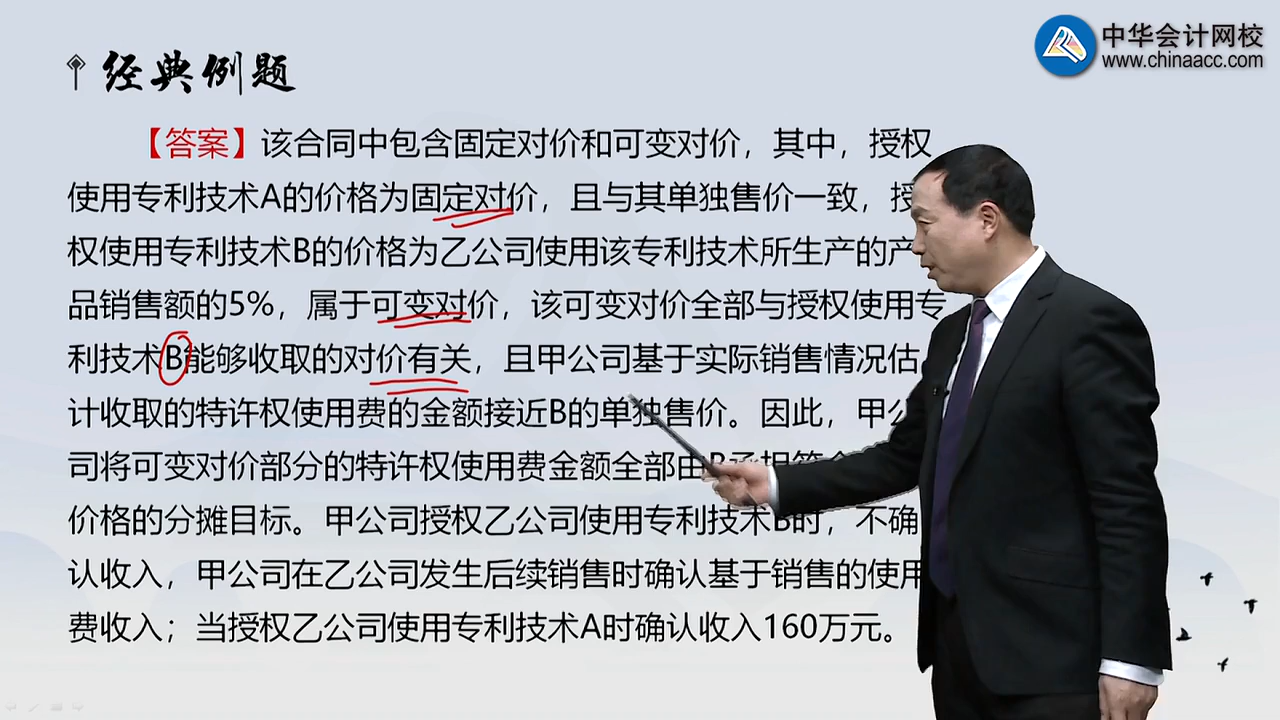 中华会计网校
www.chinaacc.com
经典例题
【答案】该合同中包含固定对价和可变对价，其中，授权
使用专利技术A的价格为固定对价，且与其单独售价一致，授
权使用专利技术B的价格为乙公司使用该专利技术所生产的产
品销售额的5%，属于可变对价，该可变对价全部与授权使用专
利技术B能够收取的对价有关，且甲公司基于实际销售情况估
计收取的特许权使用费的金额接近B的单独售价。因此，甲公
司将可变对价部分的特许权使用费金额全部由B承担符合
价格的分摊目标。甲公司授权乙公司使用专利技术B时，不确
认收入，甲公司在乙公司发生后续销售时确认基于销售的使用
费收入；当授权乙公司使用专利技术A时确认收入160万元。